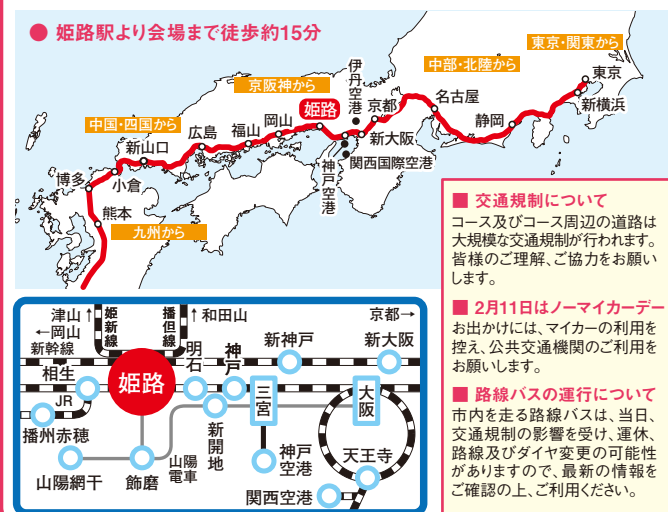 ● 姫路駅より会場まで徒歩約15分
東京・関東から
中部・北陸から
京阪神から
中国・四国から
九州から
伊丹空港
東京
新横浜
名古屋
静岡
京都
新大阪
姫路
岡山
福山
広島
新山口
小倉
博多
熊本
関西国際空港
神戸空港
津山↑
←岡山
姫新線
播但線
↑和田山
京都→
新幹線
相生
JR
姫路
明石
神戸
新神戸
新大阪
三宮
大阪
播州赤穂
新開地
山陽電車
神戸空港
天王寺
山陽網干
飾磨
関西空港
■ 交通規制について
コース及びコース周辺の道路は
大規模な交通規制が行われます。
皆様のご理解、ご協力をお願い
します。
■ 2月11日はノーマイカーデー
お出かけには、マイカーの利用を
控え、公共交通機関のご利用を
お願いします。
■ 路線バスの運行について
市内を走る路線バスは、当日、
交通規制の影響を受け、運休、
路線及びダイヤ変更の可能性
がありますので、最新の情報を
ご確認の上、ご利用ください。